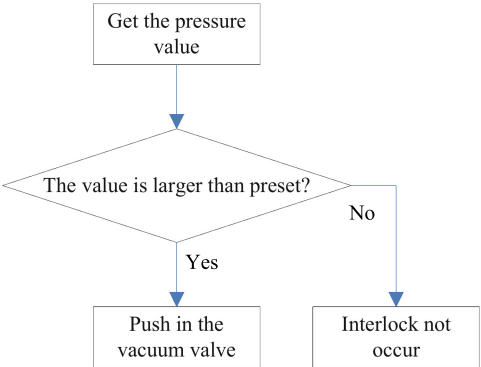 Get the pressure
value
The value is larger than preset?
No
Yes
Push in the
vacuum valve
Interlock not
occur